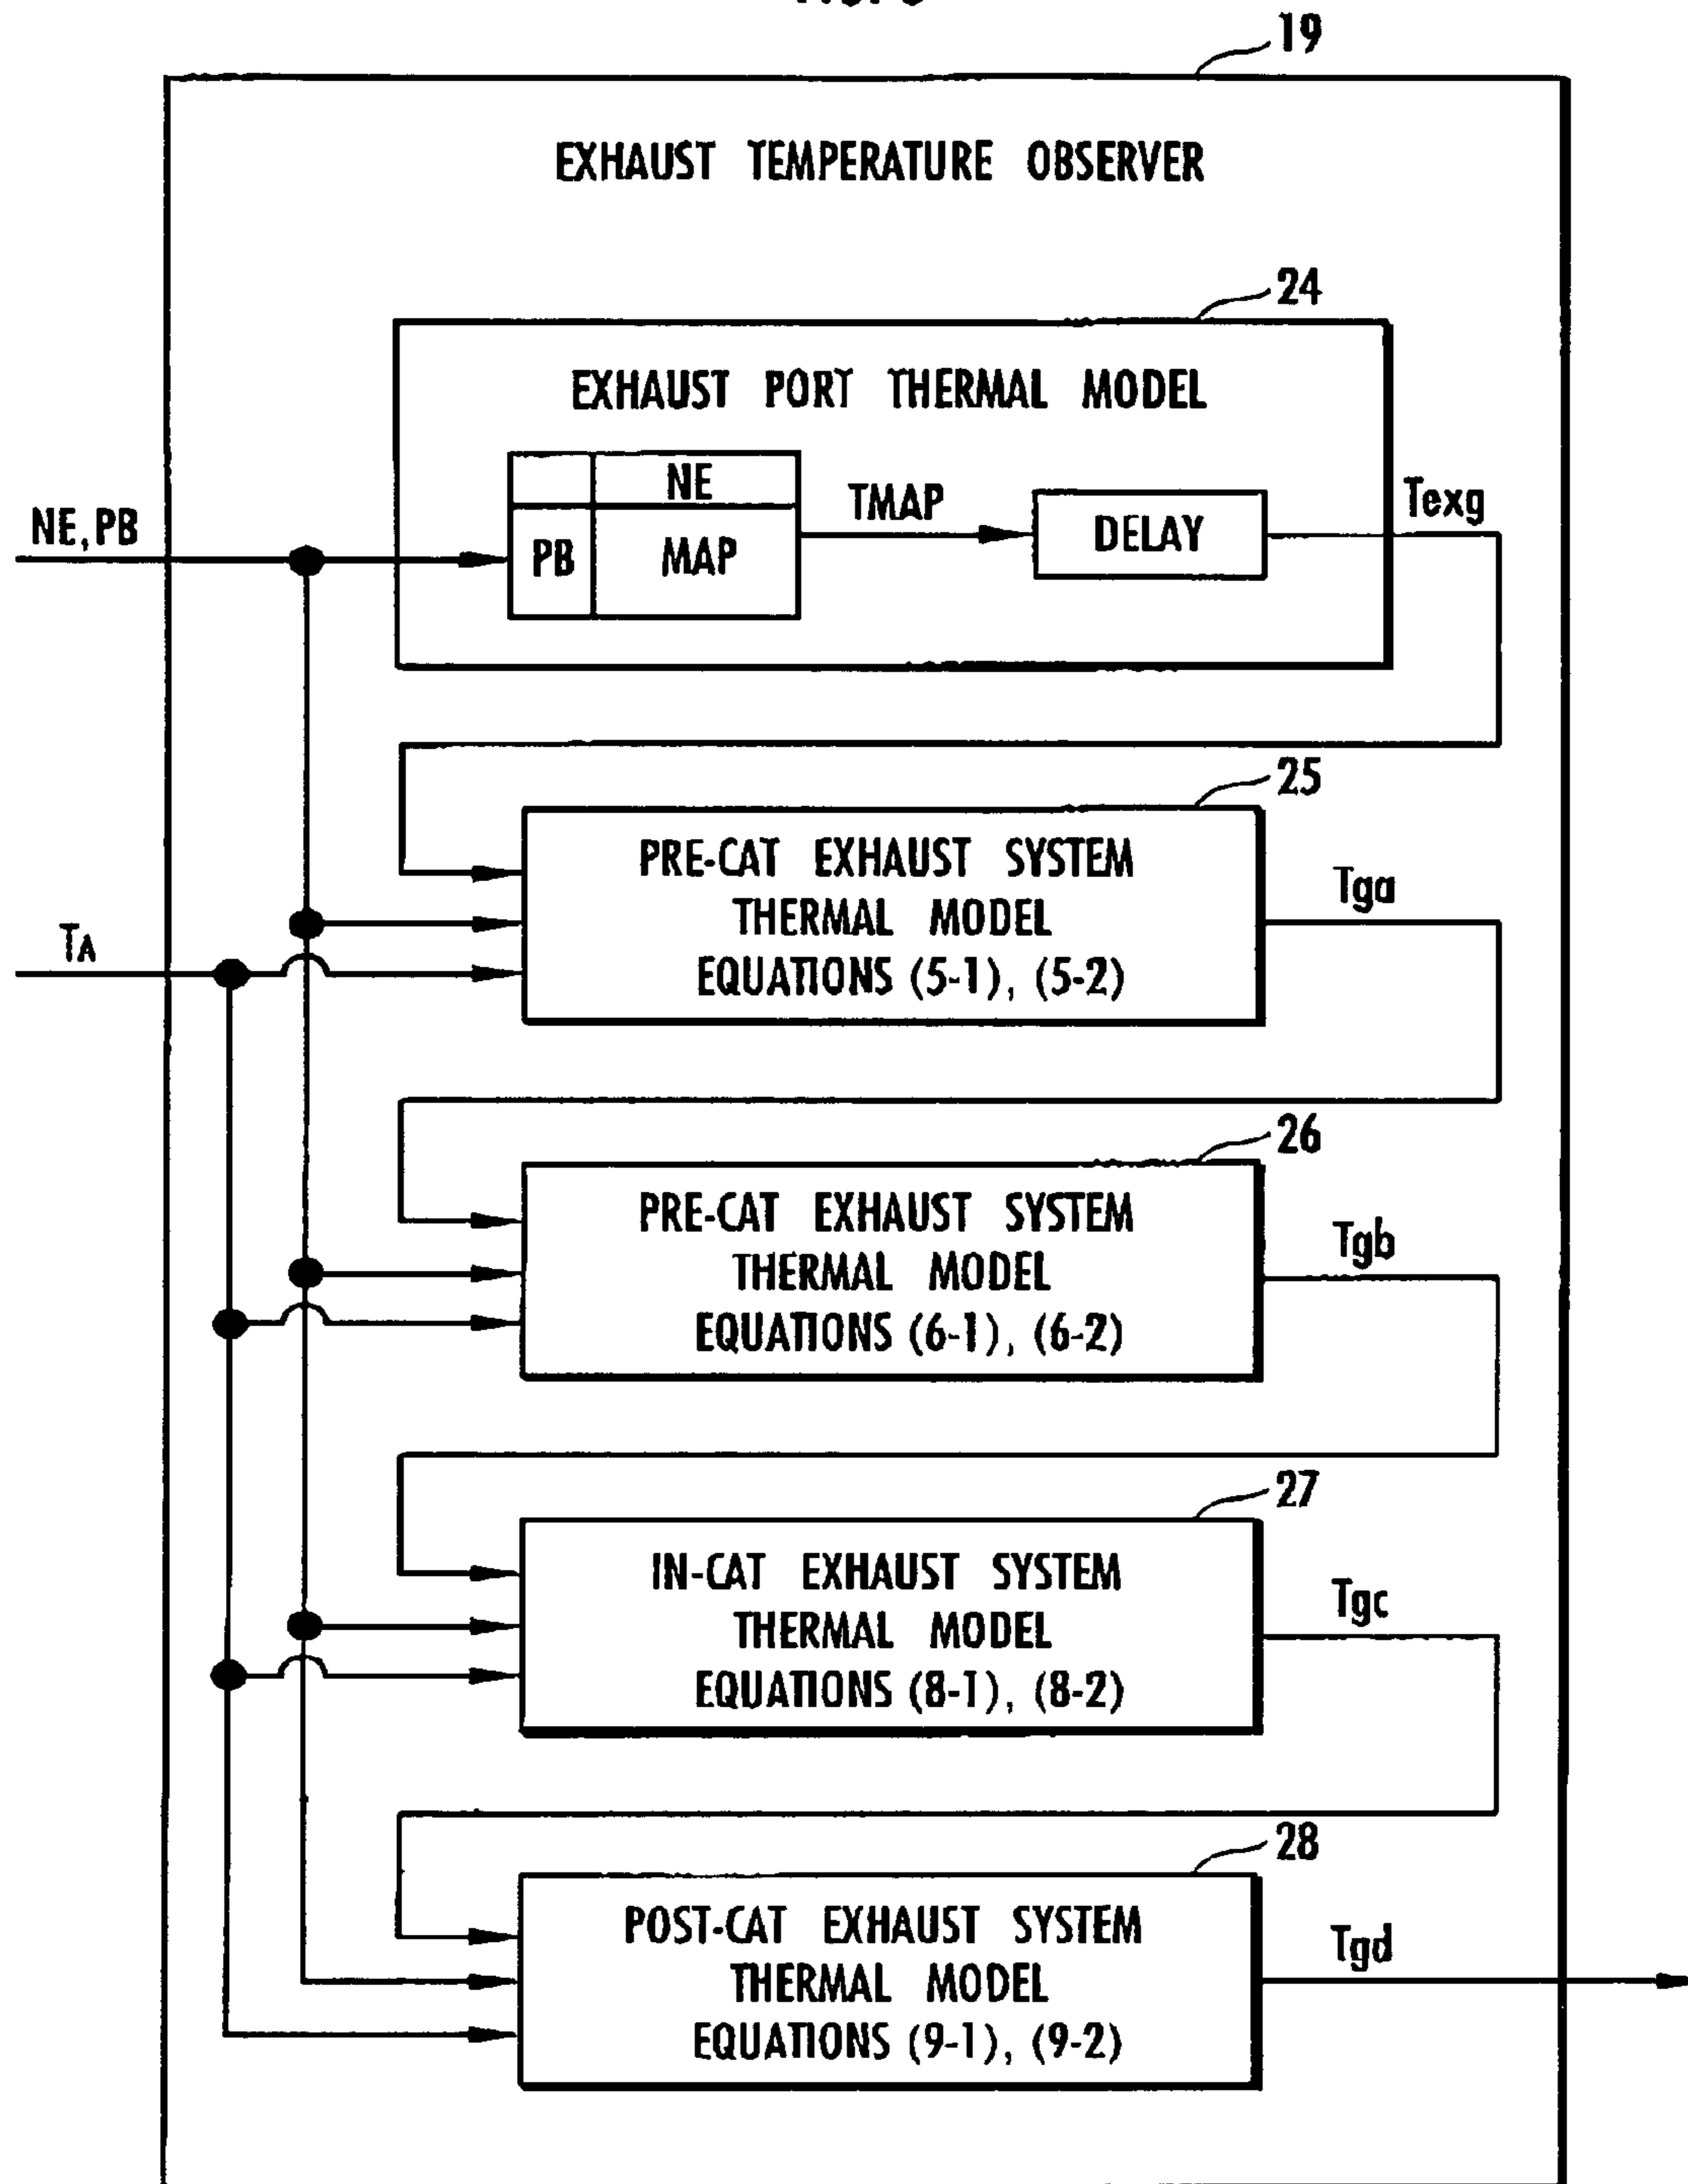 19
EXHAUST TEMPERATURE OBSERVER
24
EXHAUST PORT THERMAL MODEL
NE
PB
MAP
TMAP
DELAY
Texg
NE, PB
25
PRE-CAT EXHAUST SYSTEM
THERMAL MODEL
EQUATIONS (5-1), (5-2)
Tga
TA
26
PRE-CAT EXHAUST SYSTEM
THERMAL MODEL
EQUATIONS (6-1), (6-2)
Tgb
27
IN-CAT EXHAUST SYSTEM
THERMAL MODEL
EQUATIONS (8-1), (8-2)
Tgc
28
POST-CAT EXHAUST SYSTEM
THERMAL MODEL
EQUATIONS (9-1), (9-2)
Tgd